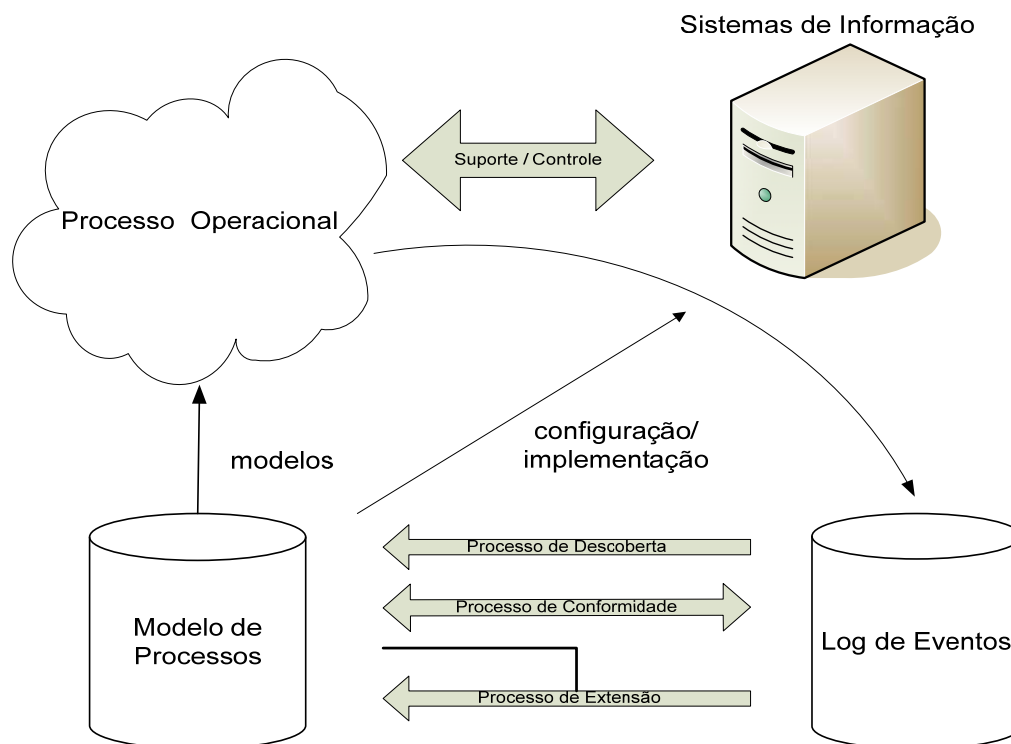 Sistemas de Informação
Suporte / Controle
Processo Operacional
configuração/
implementação
modelos
Processo de Descoberta
Processo de Conformidade
Modelo de
Processos
Log de Eventos
Processo de Extensão